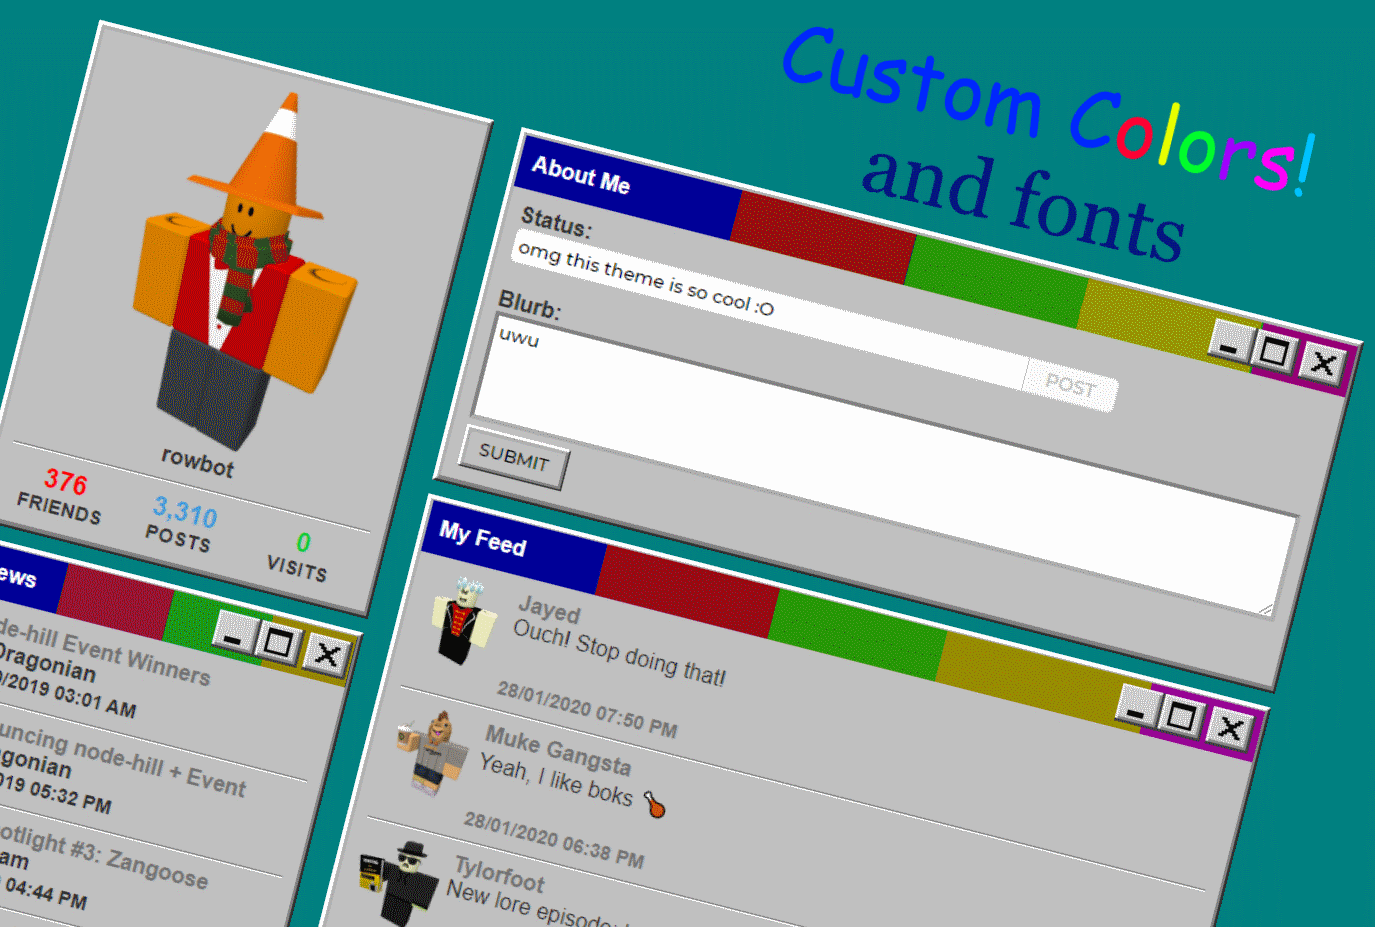 Custom Colors!
and fonts
rowbot
376
FRIENDS
3,310
POSTS
0
VISITS
About Me
Status:
omg this theme is so cool :O
POST
Blurb:
uwu
SUBMIT
My Feed
Jayed
Ouch! Stop doing that!
28/01/2020 07:50 PM
Muke Gangsta
Yeah, I like boks 🍗
28/01/2020 06:38 PM
Tylorfoot
New lore episode
ews
de-hill Event Winners
Dragonian
/2019 03:01 AM
uncing node-hill + Event
gonian
019 05:32 PM
otlight #3: Zangoose
am
04:44 PM